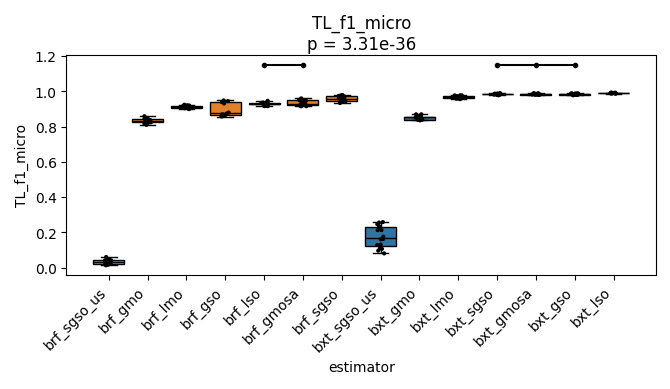 TL_f1_micro
p = 3.31e-36
TL_f1_micro
1.2
1.0
0.8
0.6
0.4
0.2
0.0
brf_sgso_us
brf_gmo
brf_lmo
brf_gso
brf_lso
brf_gmosa
brf_sgso
bxt_sgso_us
bxt_gmo
bxt_lmo
bxt_sgso
bxt_gmosa
bxt_gso
bxt_lso
estimator